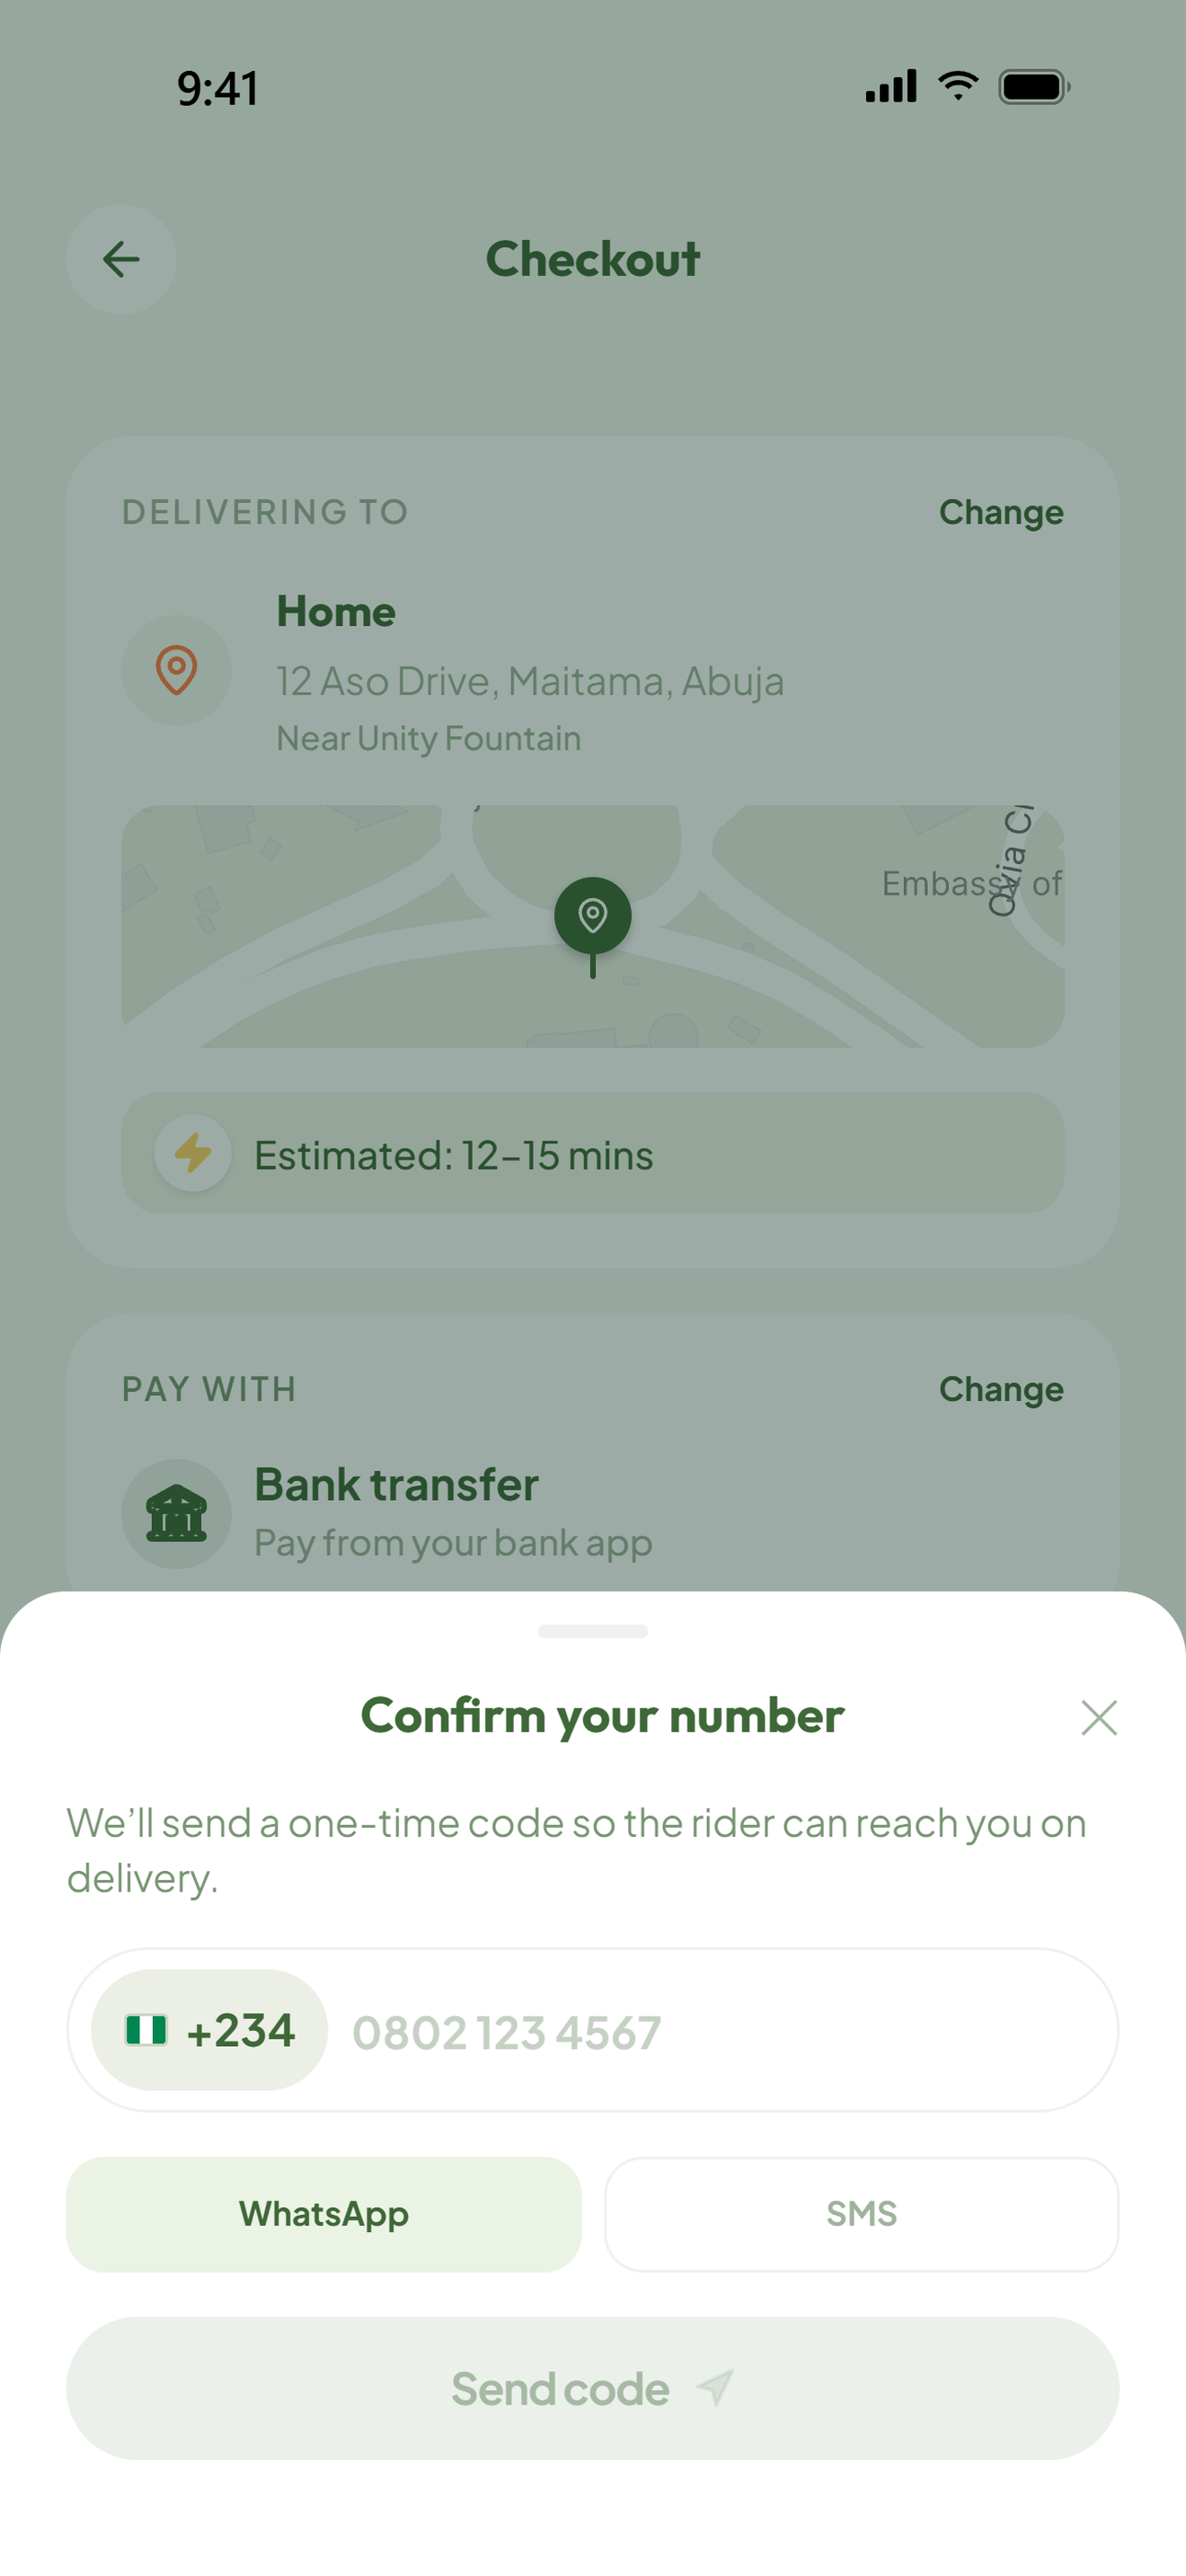 9:41
Checkout
DELIVERING TO
Change
Home
12 Aso Drive, Maitama, Abuja
Near Unity Fountain
Embassy of
Estimated: 12–15 mins
PAY WITH
Change
Bank transfer
Pay from your bank app
Confirm your number
We’ll send a one-time code so the rider can reach you on
delivery.
+234
0802 123 4567
WhatsApp
SMS
Send code